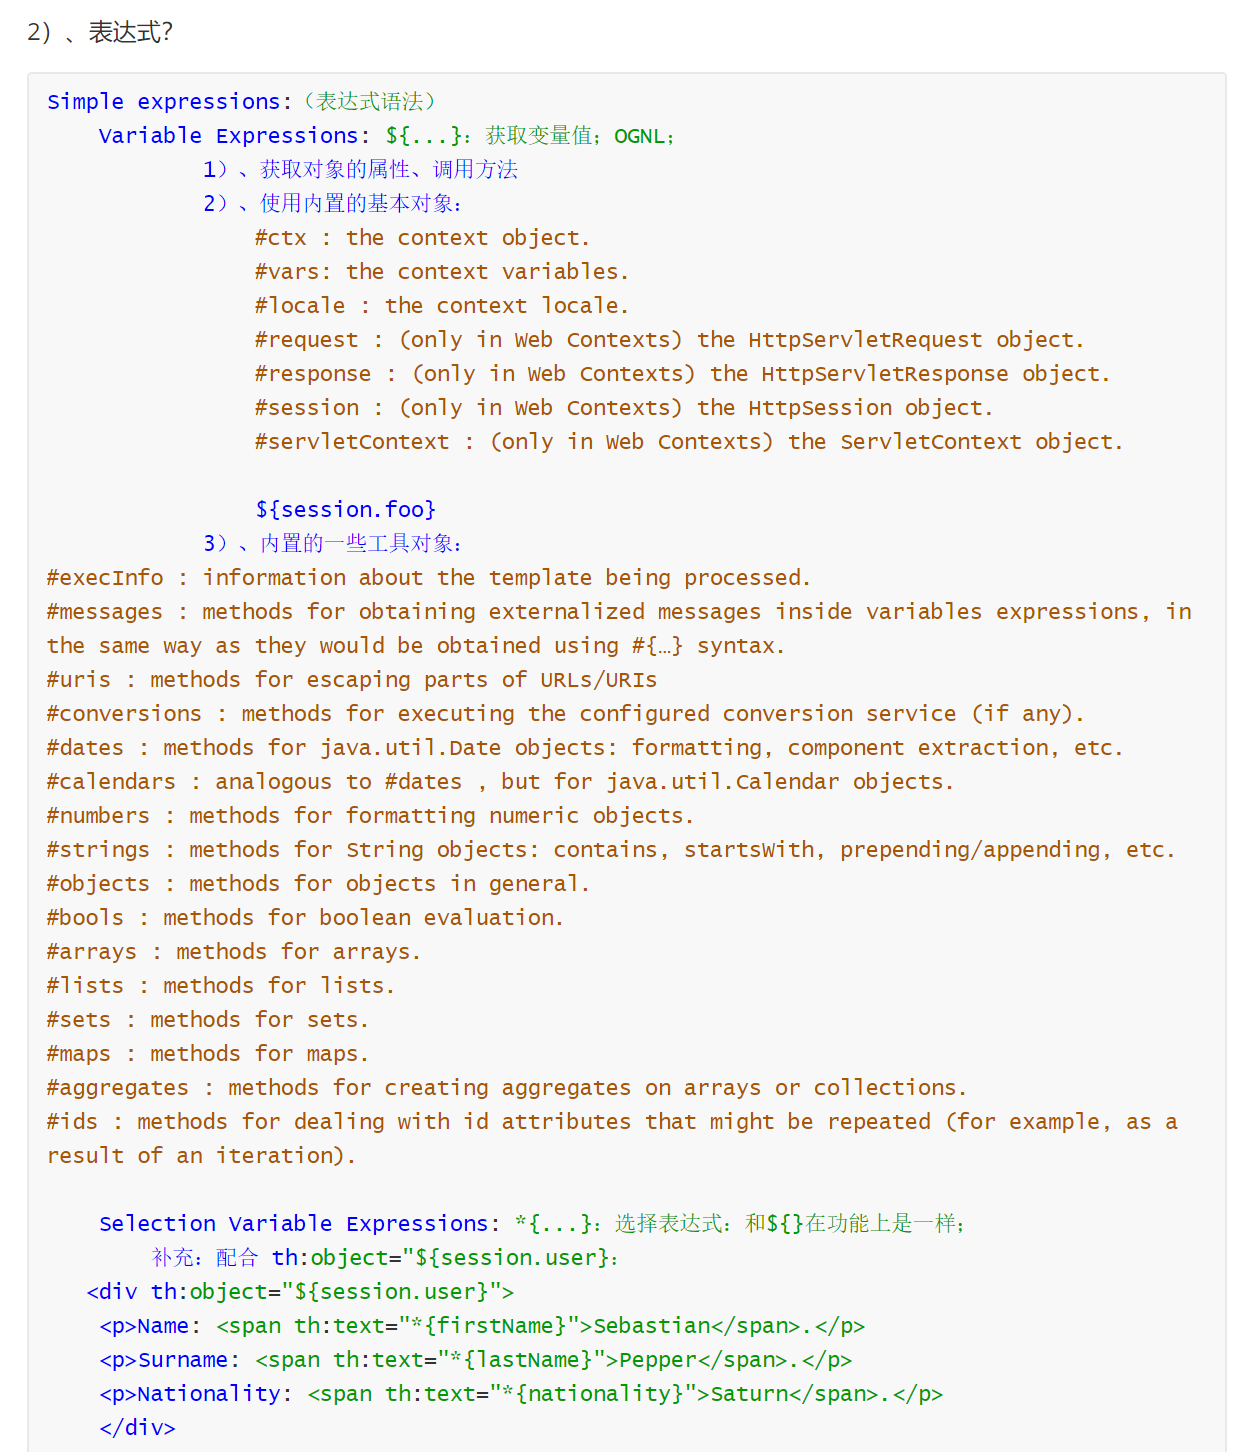 2）、表达式？
Simple expressions:（表达式语法）
Variable Expressions: ${...}：获取变量值；OGNL；
1）、获取对象的属性、调用方法
2）、使用内置的基本对象：
#ctx : the context object.
#vars: the context variables.
#locale : the context locale.
#request : (only in Web Contexts) the HttpServletRequest object.
#response : (only in Web Contexts) the HttpServletResponse object.
#session : (only in Web Contexts) the HttpSession object.
#servletContext : (only in Web Contexts) the ServletContext object.
${session.foo}
3）、内置的一些工具对象：
#execInfo : information about the template being processed.
#messages : methods for obtaining externalized messages inside variables expressions, in
the same way as they would be obtained using #{…} syntax.
#uris : methods for escaping parts of URLs/URIs
#conversions : methods for executing the configured conversion service (if any).
#dates : methods for java.util.Date objects: formatting, component extraction, etc.
#calendars : analogous to #dates , but for java.util.Calendar objects.
#numbers : methods for formatting numeric objects.
#strings : methods for String objects: contains, startsWith, prepending/appending, etc.
#objects : methods for objects in general.
#bools : methods for boolean evaluation.
#arrays : methods for arrays.
#lists : methods for lists.
#sets : methods for sets.
#maps : methods for maps.
#aggregates : methods for creating aggregates on arrays or collections.
#ids : methods for dealing with id attributes that might be repeated (for example, as a
result of an iteration).
Selection Variable Expressions: *{...}：选择表达式：和${}在功能上是一样；
补充：配合 th:object="${session.user}：
<div th:object="${session.user}">
<p>Name: <span th:text="*{firstName}">Sebastian</span>.</p>
<p>Surname: <span th:text="*{lastName}">Pepper</span>.</p>
<p>Nationality: <span th:text="*{nationality}">Saturn</span>.</p>
</div>